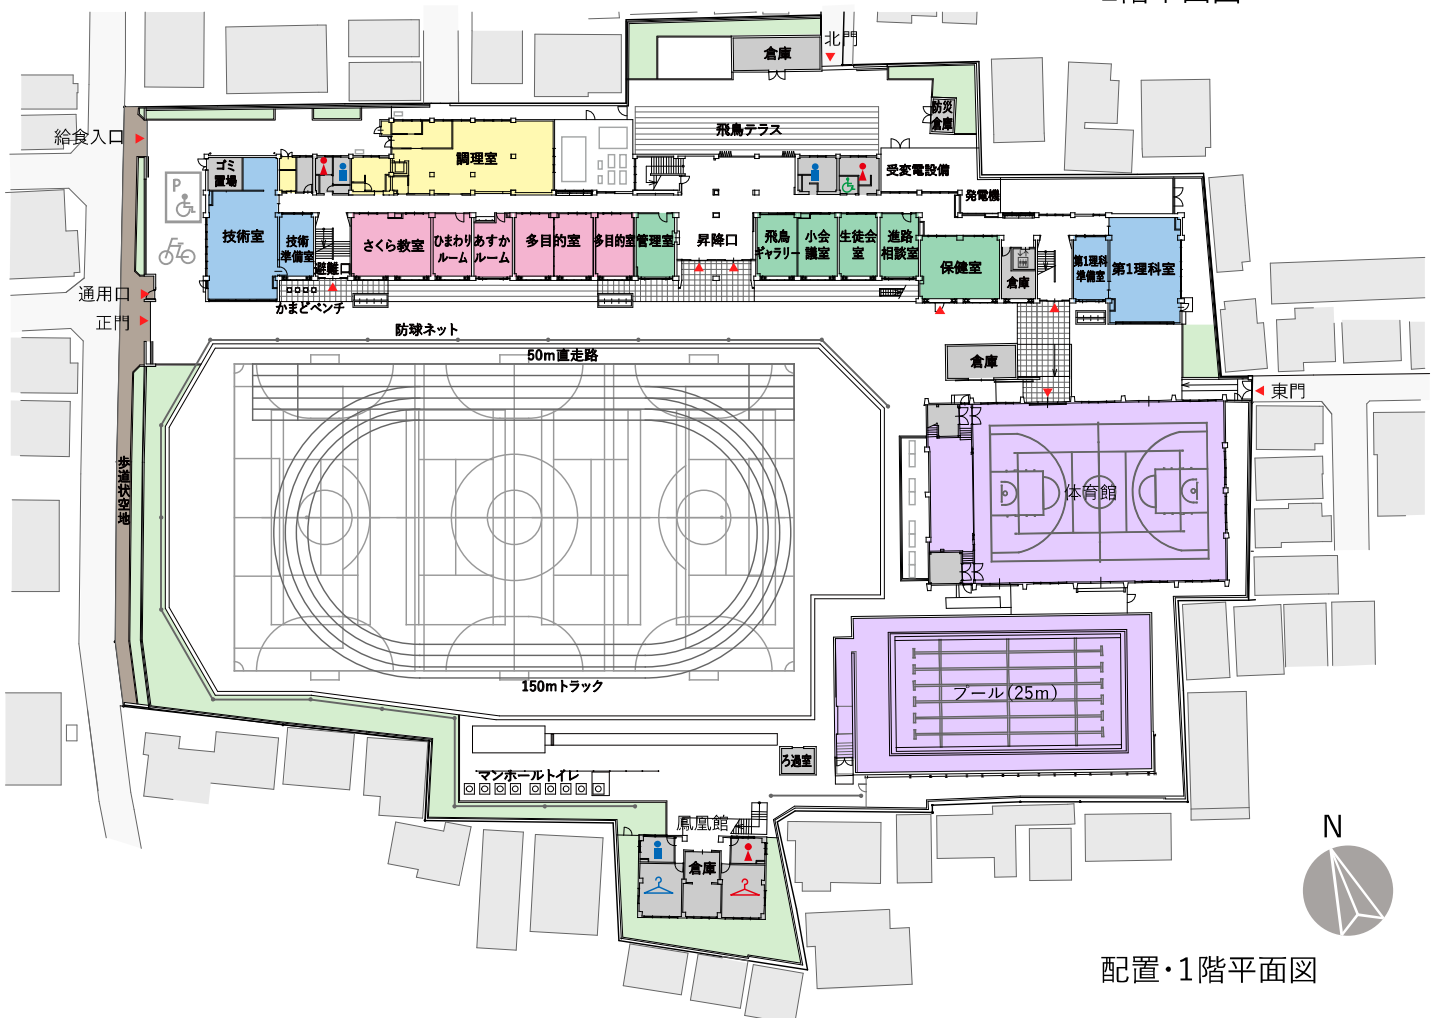 北門
倉庫
防災
倉庫
飛鳥テラス
給食入口
調理室
ゴミ
置場
受変電設備
P
発電機
技術室
技術
準備室
避難口
さくら教室
ひまわり
ルーム
あすか
ルーム
多目的室
多目的室
管理室
昇降口
飛鳥
ギャラリー
小会
議室
生徒会
室
進路
相談室
保健室
倉庫
第1理科
準備室
第1理科室
通用口
正門
かまどベンチ
防球ネット
50m直走路
倉庫
東門
歩道状空地
体育館
150mトラック
プール(25m)
ろ過室
マンホールトイレ
鳳凰館
倉庫
N
配置・1階平面図